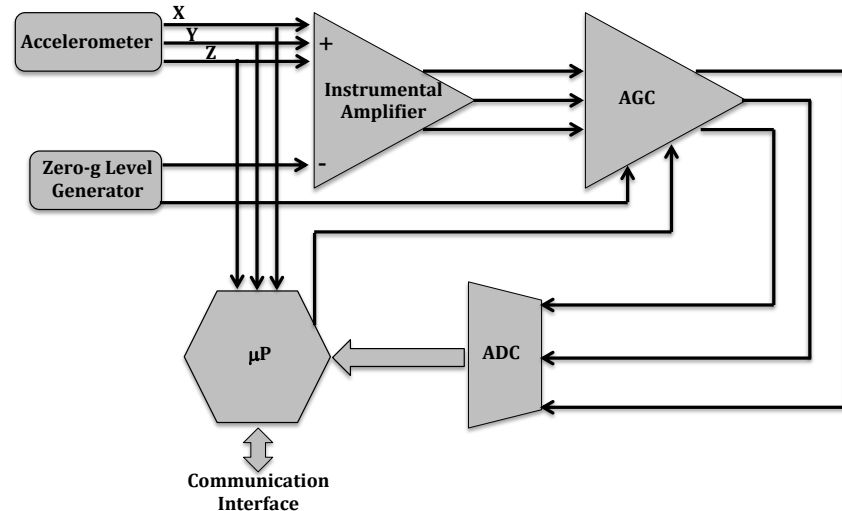 X
Y
Z
Accelerometer
+
Instrumental
Amplifier
AGC
-
Zero-g Level
Generator
μP
ADC
Communication
Interface